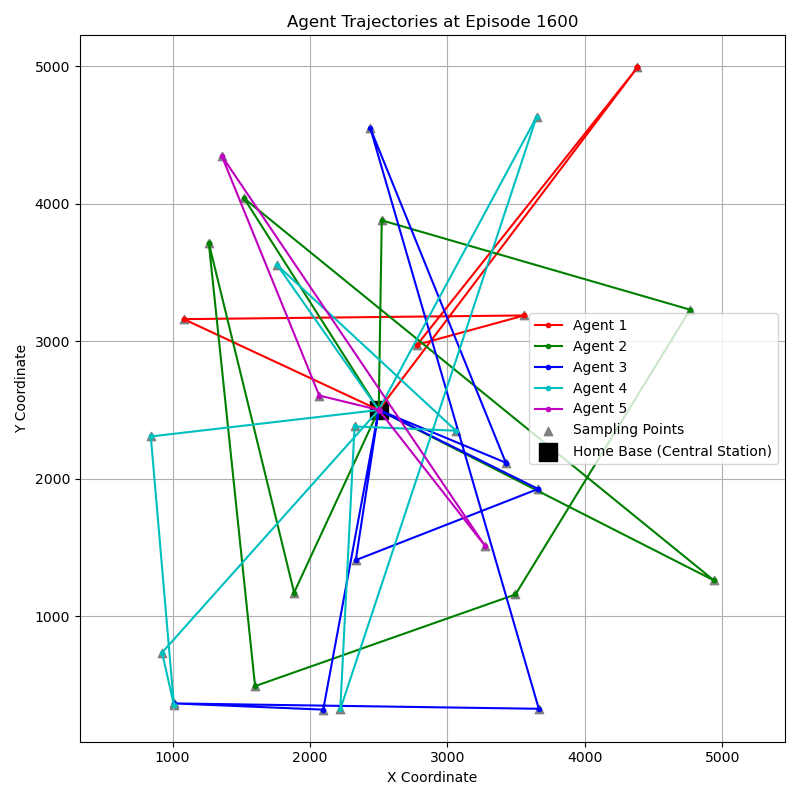 Agent Trajectories at Episode 1600
5000
4000
3000
2000
1000
Y Coordinate
Agent 1
Agent 2
Agent 3
Agent 4
Agent 5
Sampling Points
Home Base (Central Station)
1000 2000 3000 4000 5000
X Coordinate